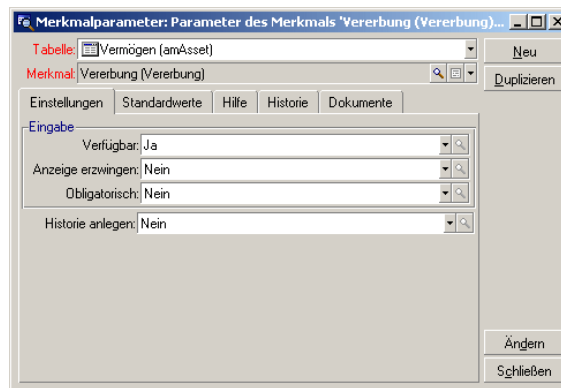 Merkmalparameter: Parameter des Merkmals 'Vererbung (Vererbung)...
Tabelle: Vermögen (amAsset)
Neu
Merkmal: Vererbung (Vererbung)
Duplizieren
Einstellungen Standardwerte Hilfe Historie Dokumente
Eingabe
Verfügbar: Ja
Anzeige erzwingen: Nein
Obligatorisch: Nein
Historie anlegen: Nein
Ändern
Schließen